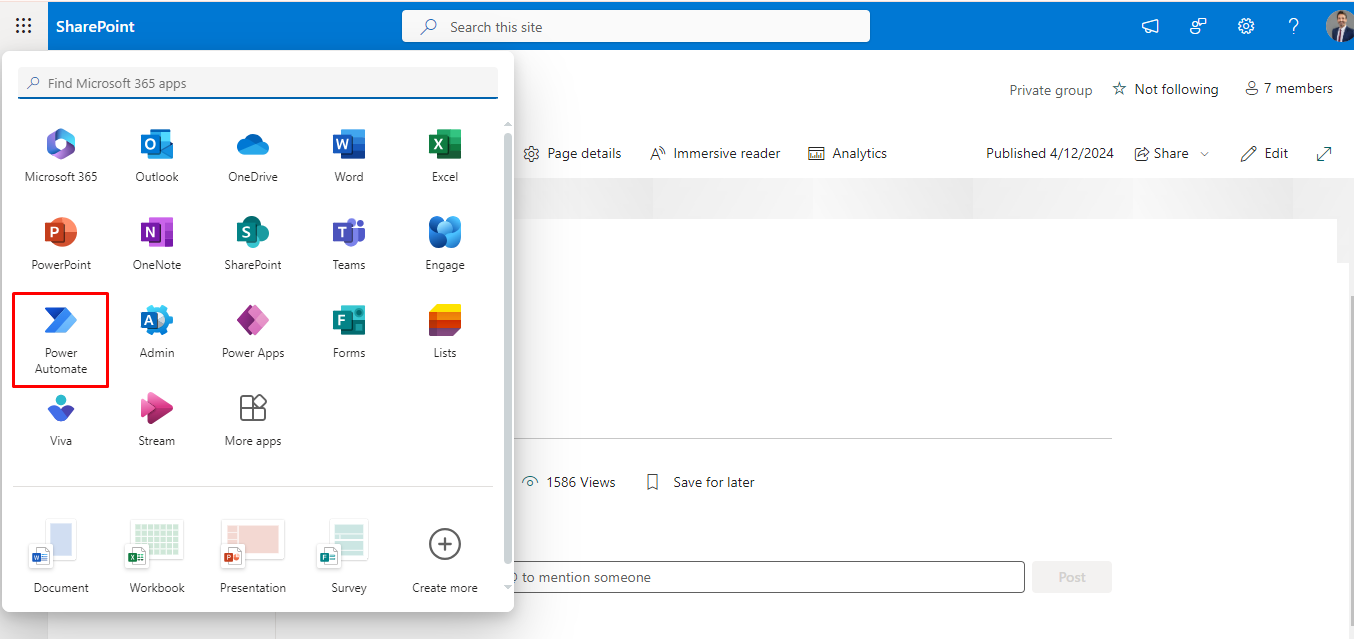 SharePoint
Search this site
Find Microsoft 365 apps
Private group
Not following
7 members
Page details
Immersive reader
Analytics
Published 4/12/2024
Share
Edit
Microsoft 365
Outlook
OneDrive
Word
Excel
PowerPoint
OneNote
SharePoint
Teams
Engage
Power
Automate
Admin
Power Apps
Forms
Lists
Viva
Stream
More apps
1586 Views
Save for later
Document
Workbook
Presentation
Survey
Create more
to mention someone
Post